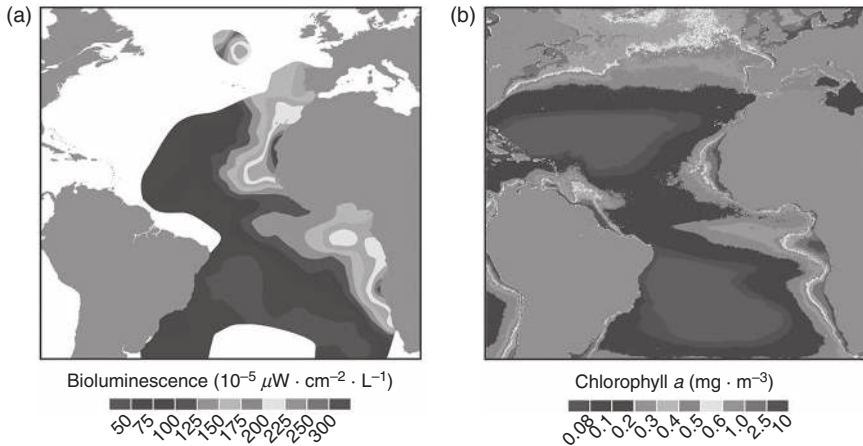 (a)
(b)
Bioluminescence (10⁻⁵ μW · cm⁻² · L⁻¹)
50 75 100 125 150 175 200 225 250 300
Chlorophyll a (mg · m⁻³)
0.08 0.1 0.2 0.3 0.4 0.5 0.6 1.0 2.5 10